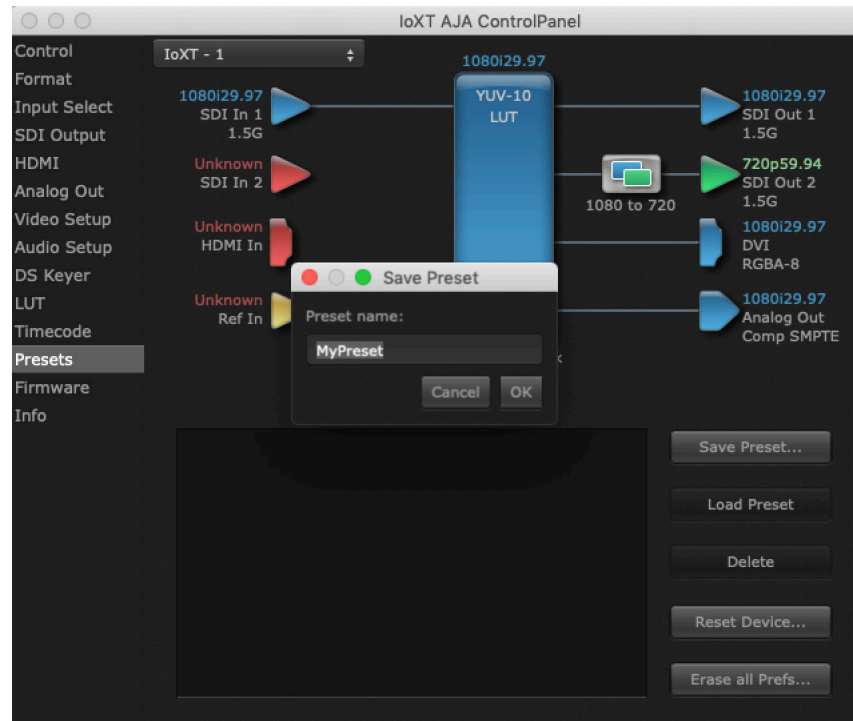 IoXT AJA ControlPanel
Control
Format
Input Select
SDI Output
HDMI
Analog Out
Video Setup
Audio Setup
DS Keyer
LUT
Timecode
Presets
Firmware
Info
IoXT - 1
1080i29.97
1080i29.97
SDI In 1
1.5G
Unknown
SDI In 2
Unknown
HDMI In
Unknown
Ref In
YUV-10
LUT
1080 to 720
1080i29.97
SDI Out 1
1.5G
720p59.94
SDI Out 2
1.5G
1080i29.97
DVI
RGBA-8
1080i29.97
Analog Out
Comp SMPTE
Save Preset
Preset name:
MyPreset
Cancel
OK
Save Preset...
Load Preset
Delete
Reset Device...
Erase all Prefs...